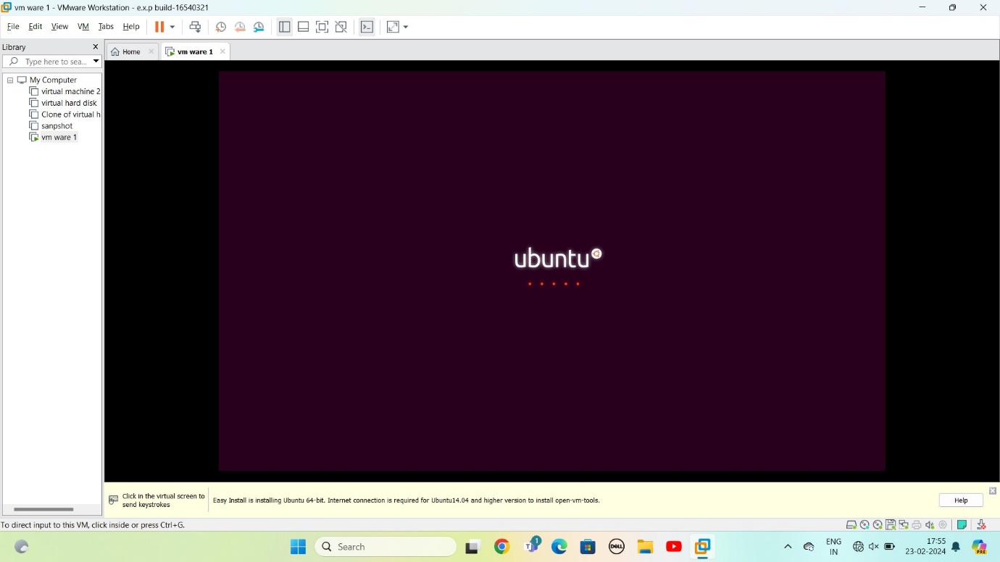 vm ware 1 - VMware Workstation - e.x.p build-16540321
File Edit View VM Tabs Help
Library
Type here to sea...
Home
vm ware 1
My Computer
virtual machine 2
virtual hard disk
Clone of virtual h
sanpshot
vm ware 1
ubuntu
Click in the virtual screen to
send keystrokes
Easy Install is installing Ubuntu 64-bit. Internet connection is required for Ubuntu14.04 and higher version to install open-vm-tools.
Help
To direct input to this VM, click inside or press Ctrl+G.
Search
1
DELL
ENG
IN
17:55
23-02-2024
PRE